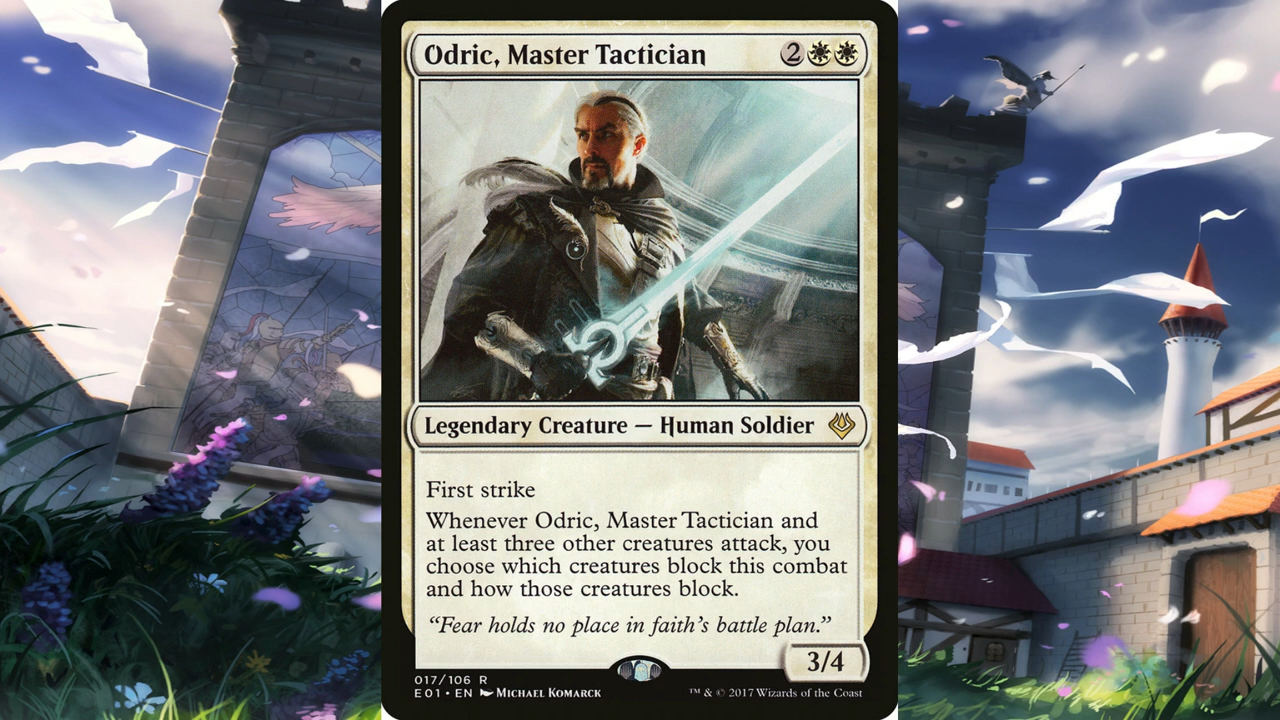 Odric, Master Tactician 2
Legendary Creature — Human Soldier
First strike
Whenever Odric, Master Tactician and
at least three other creatures attack, you
choose which creatures block this combat
and how those creatures block.
“Fear holds no place in faith’s battle plan.”
3/4
017/106 R
E01 • EN Michael Komarck
™ & © 2017 Wizards of the Coast